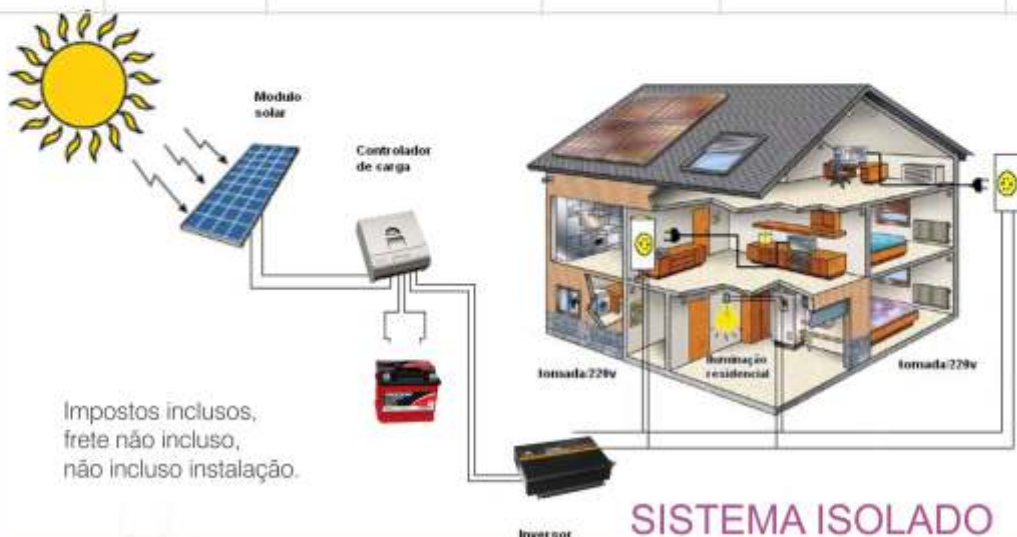 Modulo
solar
Controlador
de carga
tomada/220v
Iluminação
residencial
tomada/220v
Impostos inclusos,
frete não incluso,
não incluso instalação.
Inversor
SISTEMA ISOLADO